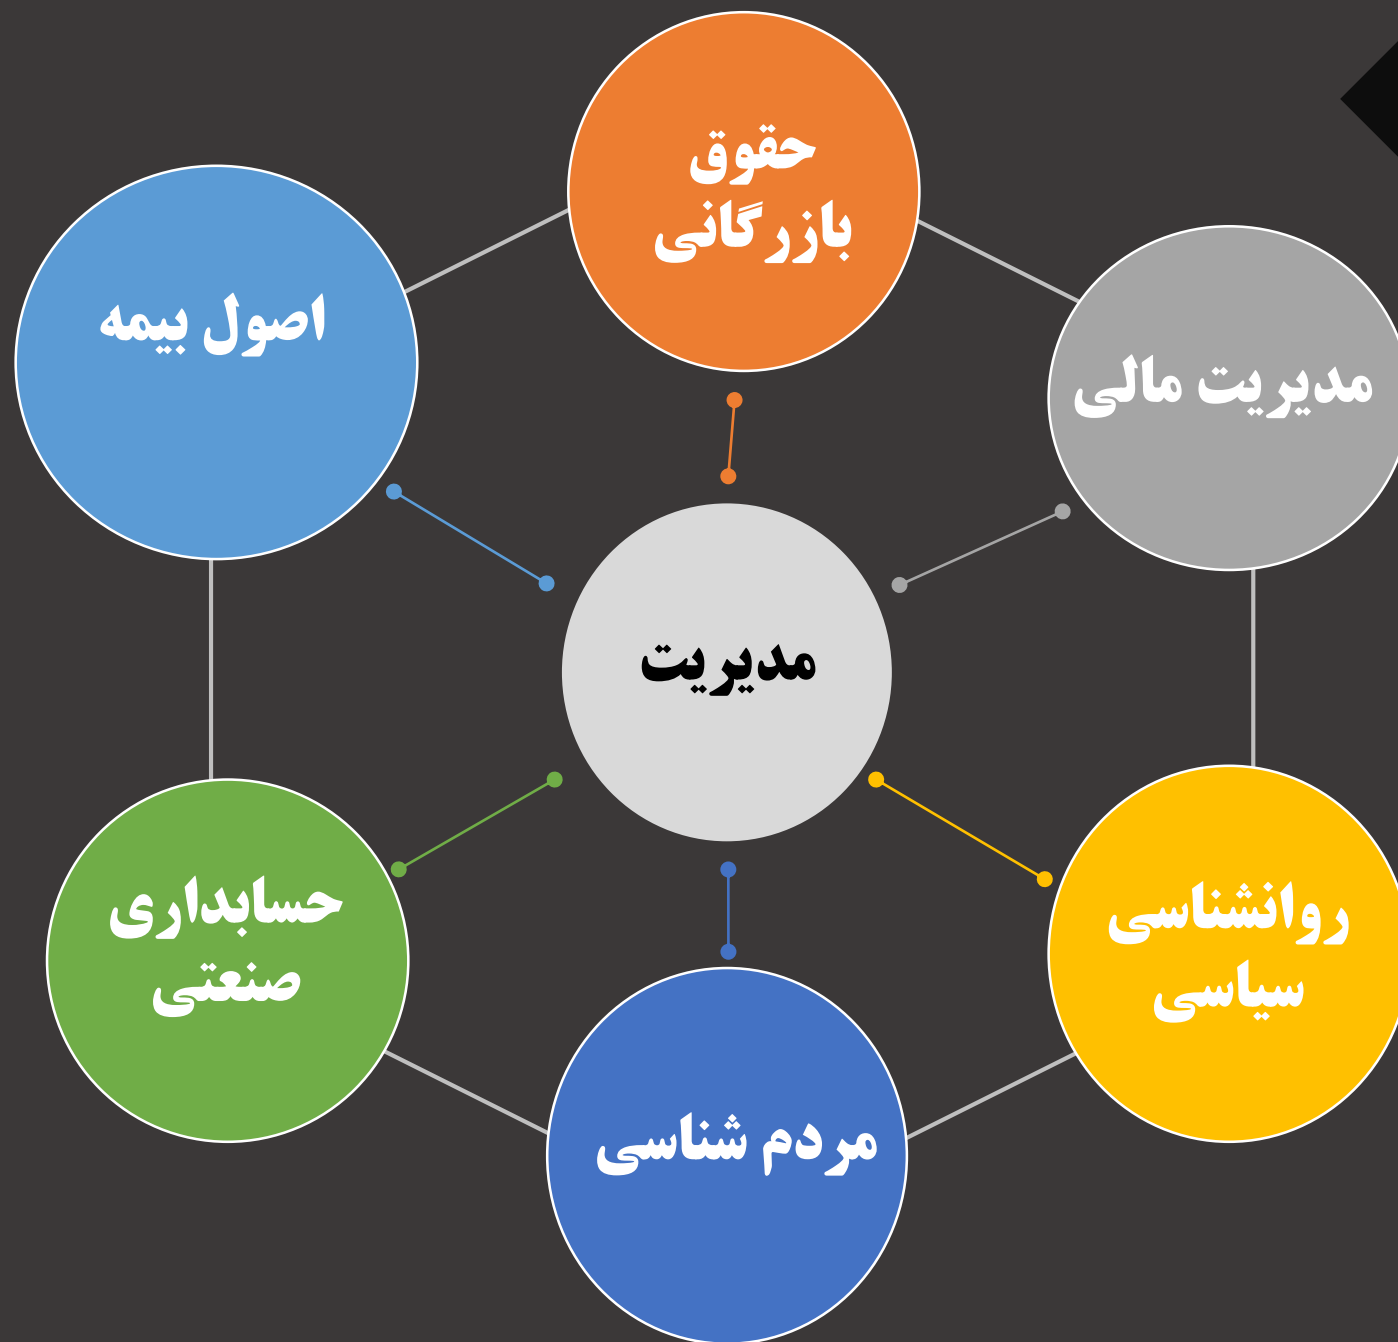 حقوق
بازرگانی
اصول بیمه
مدیریت مالی
مدیریت
حسابداری
صنعتی
روانشناسی
سیاسی
مردم شناسی